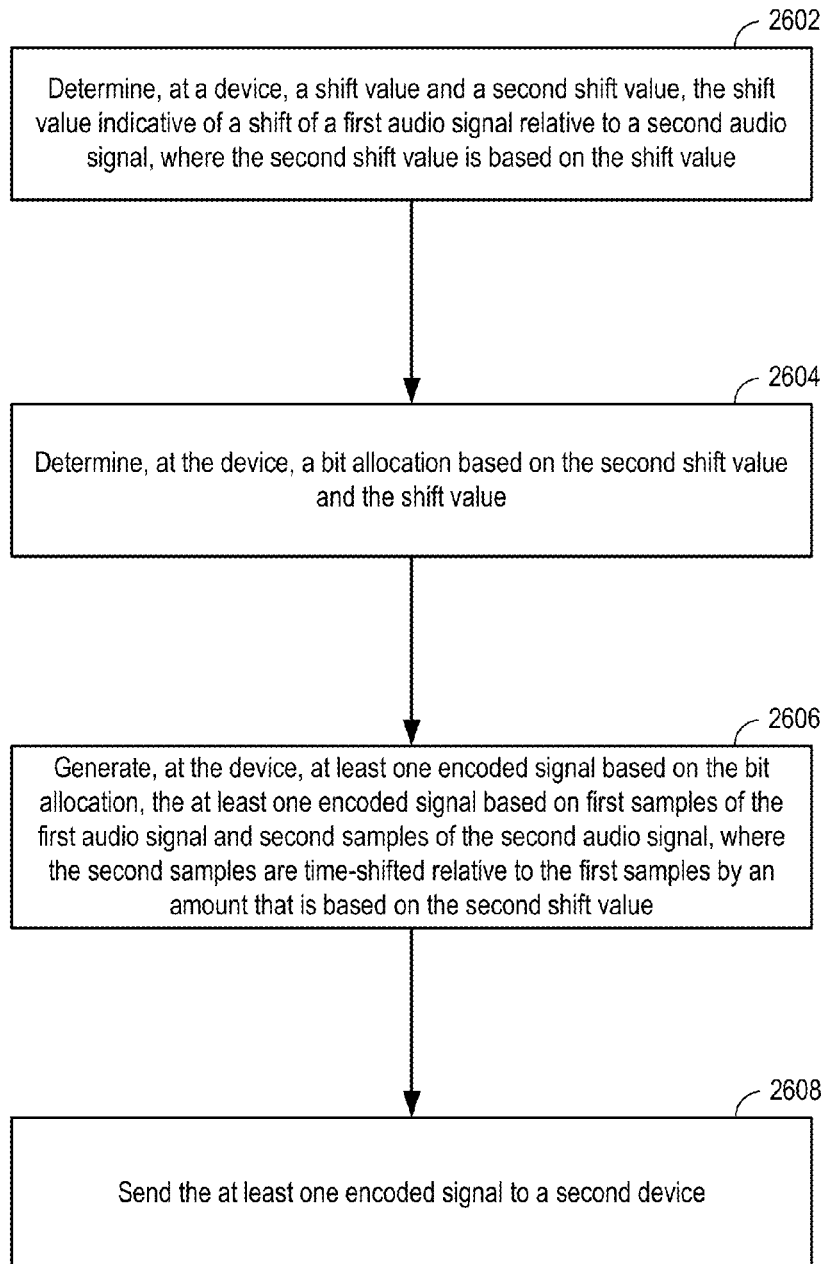 2602
Determine, at a device, a shift value and a second shift value, the shift
value indicative of a shift of a first audio signal relative to a second audio
signal, where the second shift value is based on the shift value
2604
Determine, at the device, a bit allocation based on the second shift value
and the shift value
2606
Generate, at the device, at least one encoded signal based on the bit
allocation, the at least one encoded signal based on first samples of the
first audio signal and second samples of the second audio signal, where
the second samples are time-shifted relative to the first samples by an
amount that is based on the second shift value
2608
Send the at least one encoded signal to a second device